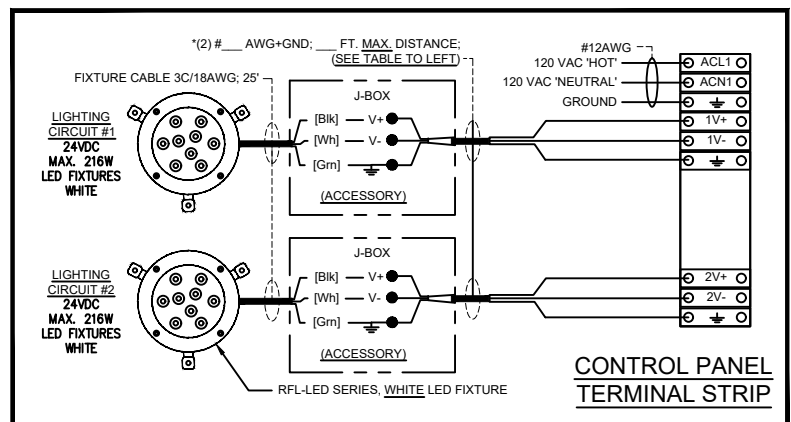 *(2) #___ AWG+GND; ___ FT. MAX. DISTANCE;
(SEE TABLE TO LEFT)
FIXTURE CABLE 3C/18AWG; 25'
#12AWG
120 VAC 'HOT'
120 VAC 'NEUTRAL'
GROUND
ACL1
ACN1
1V+
1V-
2V+
2V-
LIGHTING
CIRCUIT #1
24VDC
MAX. 216W
LED FIXTURES
WHITE
J-BOX
[Blk] V+
[Wh] V-
[Grn]
(ACCESSORY)
LIGHTING
CIRCUIT #2
24VDC
MAX. 216W
LED FIXTURES
WHITE
J-BOX
[Blk] V+
[Wh] V-
[Grn]
(ACCESSORY)
RFL-LED SERIES, WHITE LED FIXTURE
CONTROL PANEL
TERMINAL STRIP